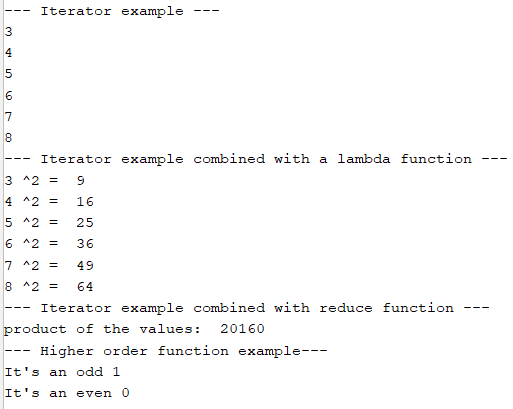 --- Iterator example ---
3
4
5
6
7
8
--- Iterator example combined with a lambda function ---
3 ^2 =  9
4 ^2 =  16
5 ^2 =  25
6 ^2 =  36
7 ^2 =  49
8 ^2 =  64
--- Iterator example combined with reduce function ---
product of the values:  20160
--- Higher order function example---
It's an odd 1
It's an even 0